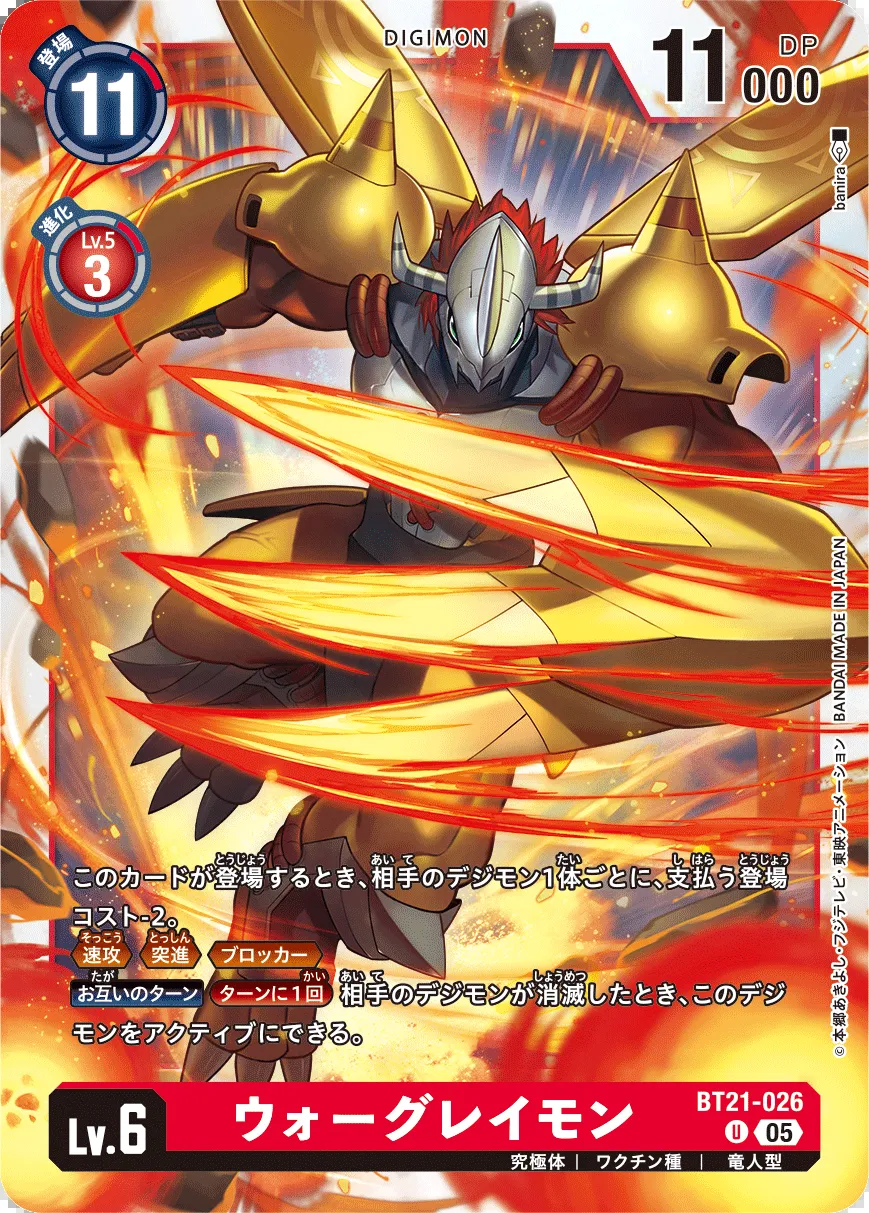 DIGIMON
登場
11
11000 DP
進化
Lv.5
3
banira
このカードが登場するとき、相手のデジモン1体ごとに、支払う登場
コスト-2。
速攻 突進 ブロッカー
お互いのターン ターンに1回 相手のデジモンが消滅したとき、このデジ
モンをアクティブにできる。
©本郷あきよし・フジテレビ・東映アニメーション BANDAI MADE IN JAPAN
Lv.6
ウォーグレイモン
BT21-026
U 05
究極体 | ワクチン種 | 竜人型